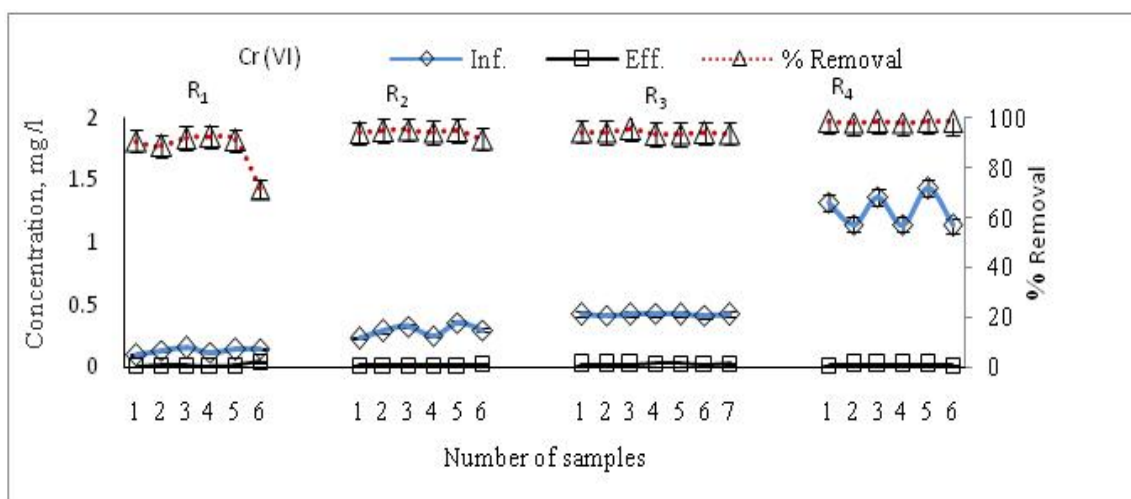 Cr (VI) Inf. Eff. % Removal
R1 R2 R3 R4
2 100
1.5 80
1 60
0.5 40
0 20
0
Concentration, mg/l
% Removal
1 2 3 4 5 6 1 2 3 4 5 6 1 2 3 4 5 6 7 1 2 3 4 5 6
Number of samples